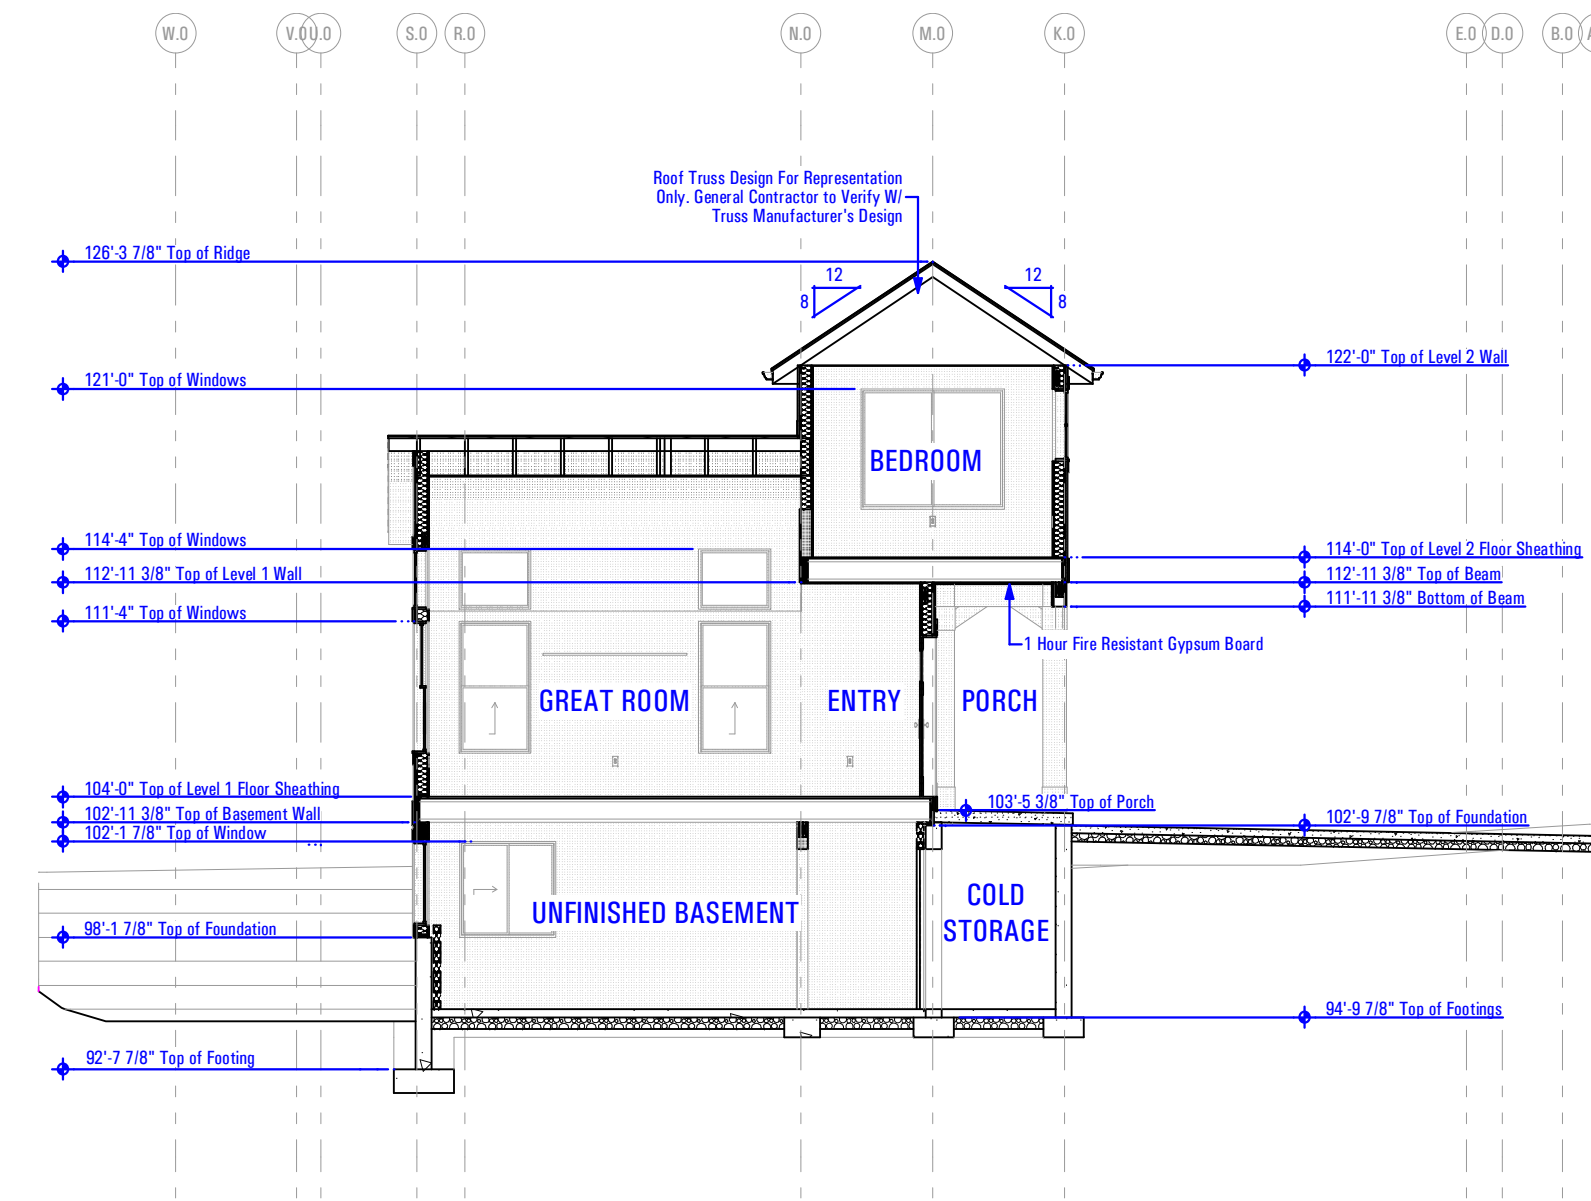 W.0
V.0
U.0
S.0
R.0
N.0
M.0
K.0
E.0
D.0
B.0
Roof Truss Design For Representation
Only. General Contractor to Verify W/
Truss Manufacturer's Design
126'-3 7/8" Top of Ridge
12
8
12
8
122'-0" Top of Level 2 Wall
121'-0" Top of Windows
BEDROOM
114'-4" Top of Windows
114'-0" Top of Level 2 Floor Sheathing
112'-11 3/8" Top of Level 1 Wall
112'-11 3/8" Top of Beam
111'-11 3/8" Bottom of Beam
111'-4" Top of Windows
1 Hour Fire Resistant Gypsum Board
GREAT ROOM
ENTRY
PORCH
104'-0" Top of Level 1 Floor Sheathing
103'-5 3/8" Top of Porch
102'-11 3/8" Top of Basement Wall
102'-9 7/8" Top of Foundation
102'-1 7/8" Top of Window
UNFINISHED BASEMENT
COLD
STORAGE
98'-1 7/8" Top of Foundation
94'-9 7/8" Top of Footings
92'-7 7/8" Top of Footing